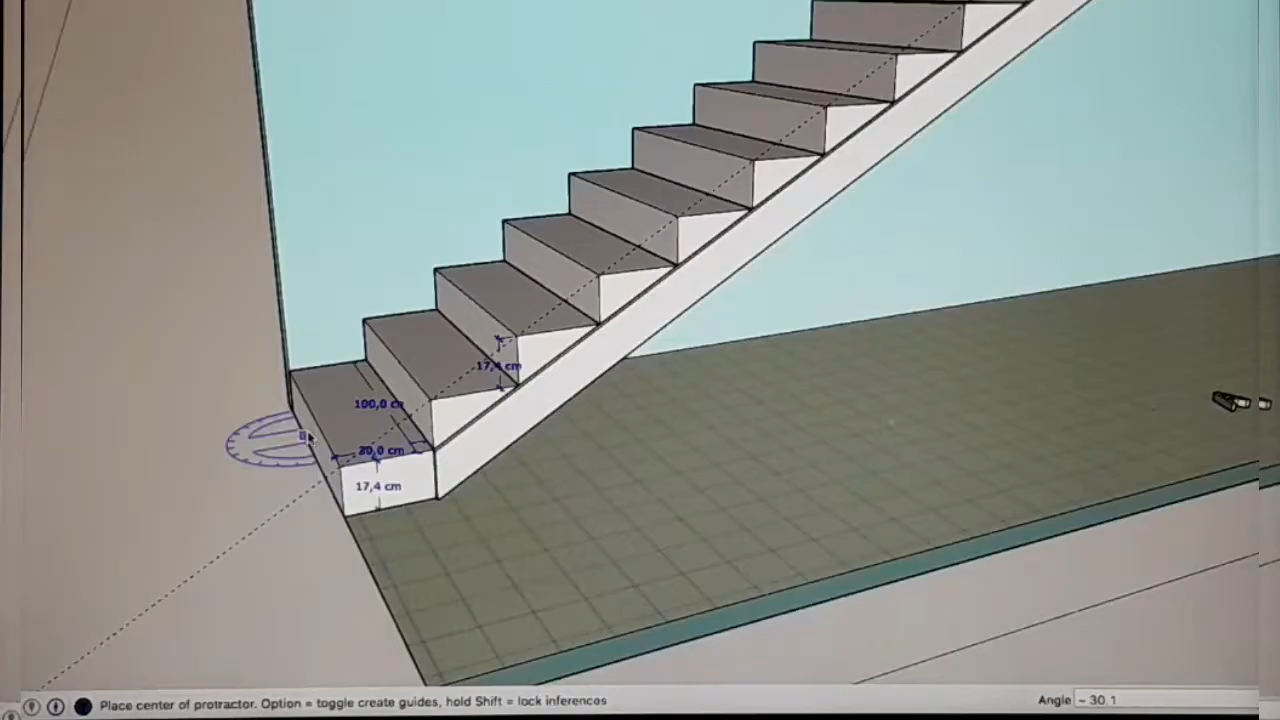 17,4 cm
100,0 cm
20,0 cm
17,4 cm
Place center of protractor. Option = toggle create guides, hold Shift = lock inferences
Angle ~ 30.1